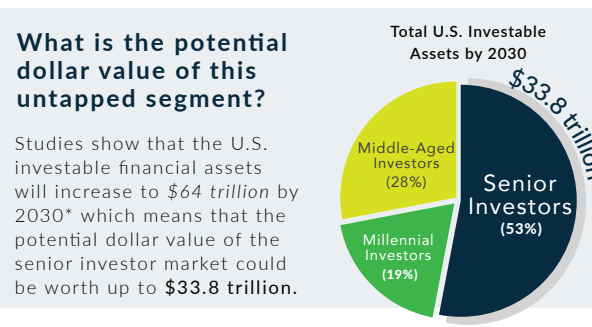 What is the potential
dollar value of this
untapped segment?
Studies show that the U.S.
investable financial assets
will increase to $64 trillion by
2030* which means that the
potential dollar value of the
senior investor market could
be worth up to $33.8 trillion.
Total U.S. Investable
Assets by 2030
$33.8 trillion
Middle-Aged
Investors
(28%)
Senior
Investors
(53%)
Millennial
Investors
(19%)